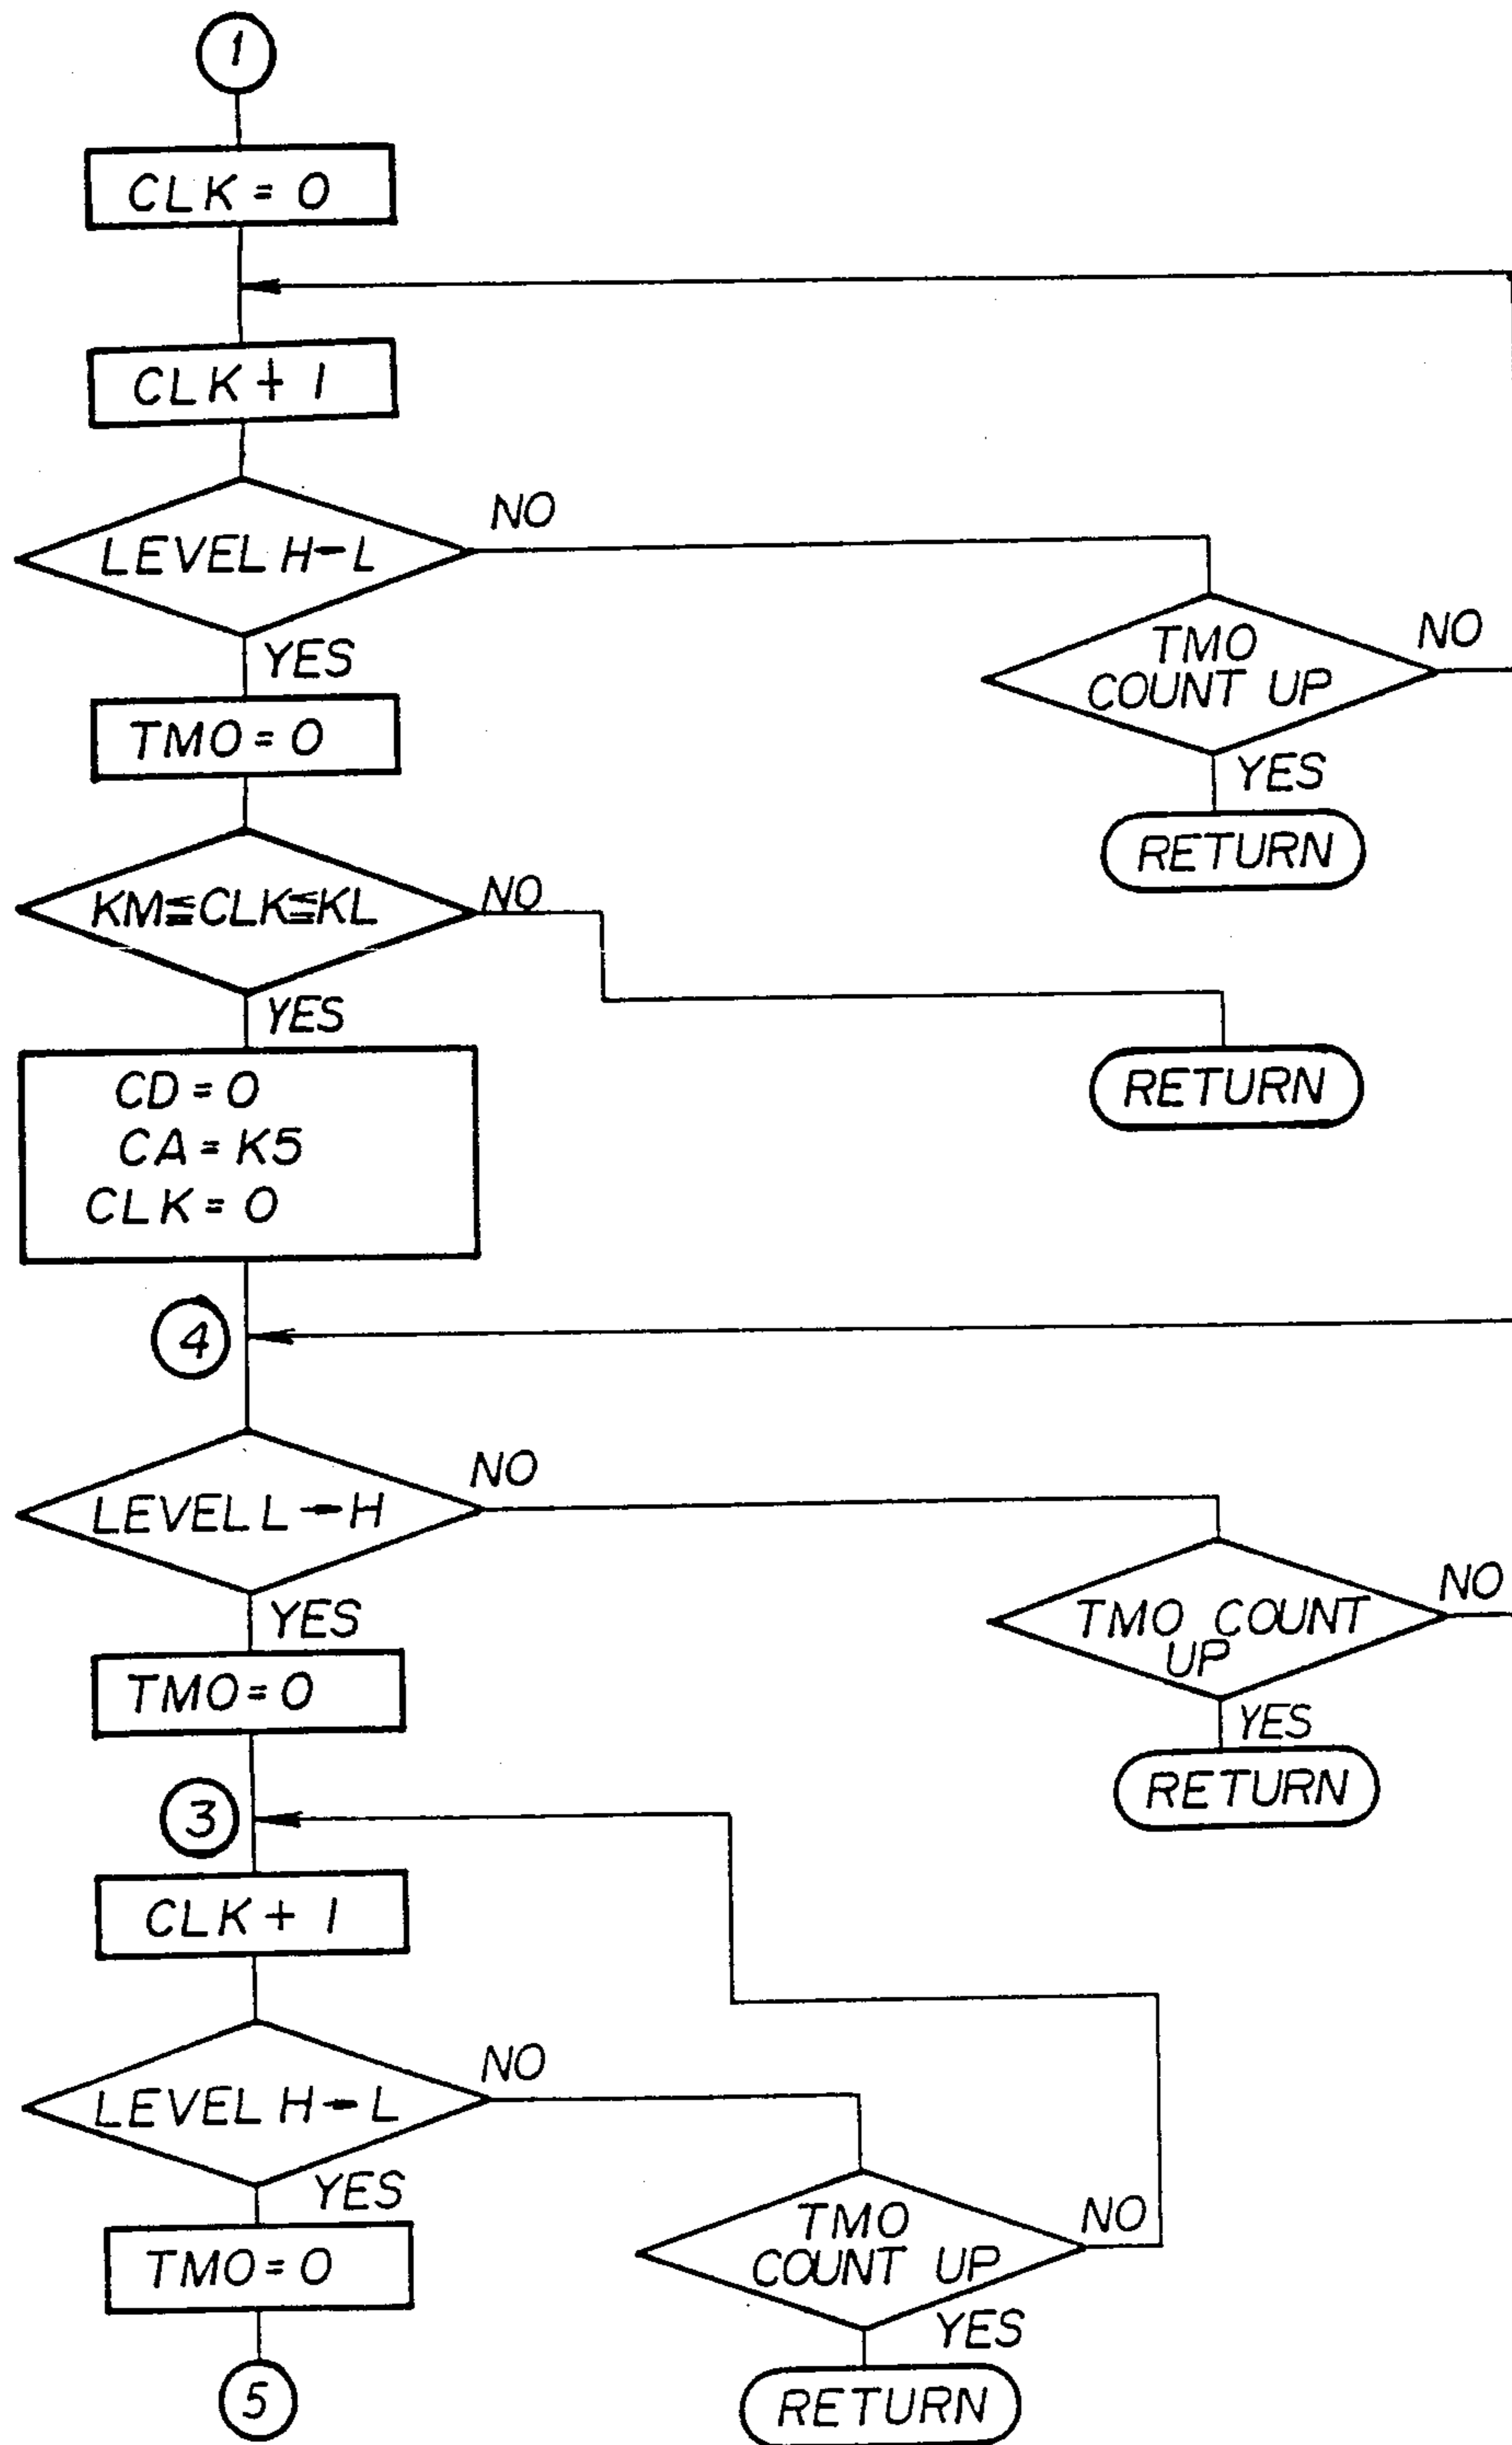 1
CLK = 0
CLK + 1
LEVEL H→L
NO
YES
TMO
COUNT UP
NO
YES
RETURN
TMO = 0
KM≦CLK≦KL
NO
YES
RETURN
CD = 0
CA = K5
CLK = 0
4
LEVEL L→H
NO
YES
TMO COUNT
UP
NO
YES
RETURN
TMO = 0
3
CLK + 1
LEVEL H→L
NO
YES
TMO
COUNT UP
NO
YES
RETURN
TMO = 0
5